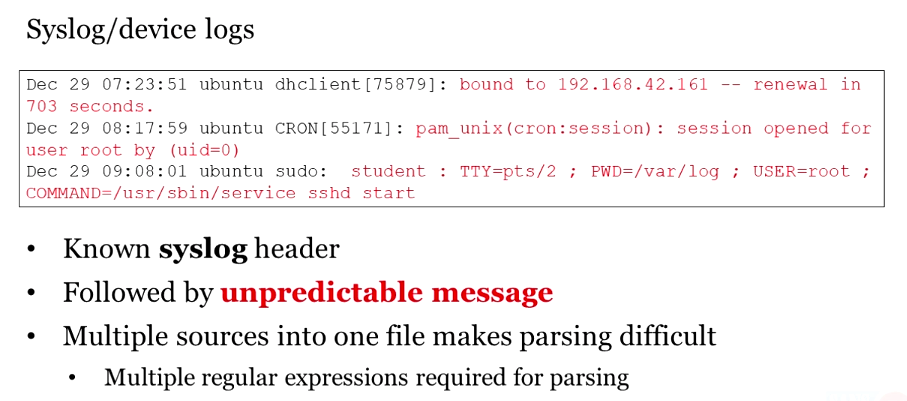 Syslog/device logs
Dec 29 07:23:51 ubuntu dhclient[75879]: bound to 192.168.42.161 -- renewal in
703 seconds.
Dec 29 08:17:59 ubuntu CRON[55171]: pam_unix(cron:session): session opened for
user root by (uid=0)
Dec 29 09:08:01 ubuntu sudo:  student : TTY=pts/2 ; PWD=/var/log ; USER=root ;
COMMAND=/usr/sbin/service sshd start
• Known syslog header
• Followed by unpredictable message
• Multiple sources into one file makes parsing difficult
• Multiple regular expressions required for parsing